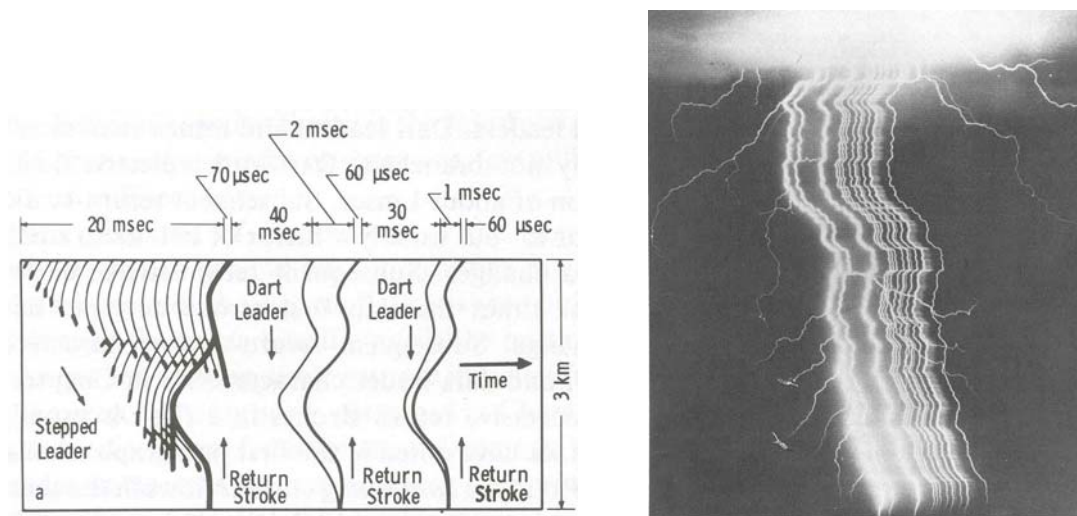 2 msec
70 μsec
60 μsec
1 msec
20 msec
40
msec
30
msec
60 μsec
Dart
Leader
Dart
Leader
Time
3 km
Stepped
Leader
Return
Stroke
Return
Stroke
Return
Stroke
a